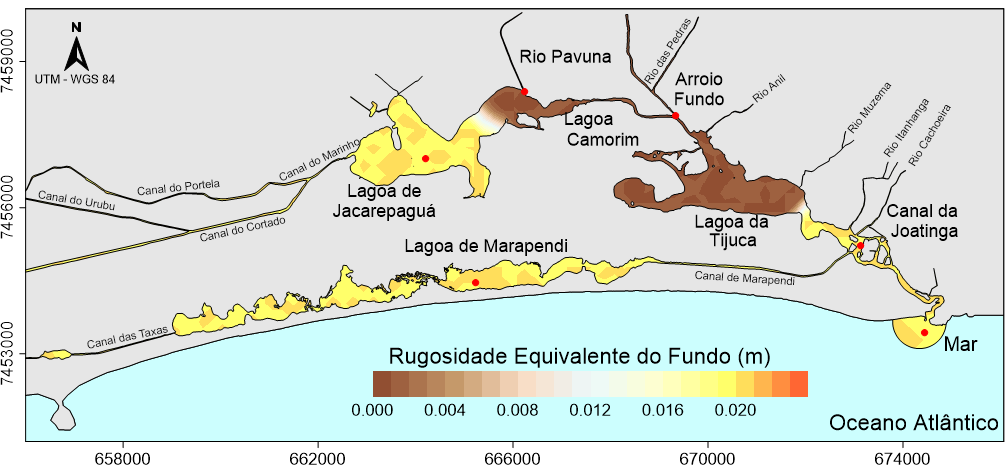 N
UTM - WGS 84
7459000
7456000
7453000
Rio Pavuna
Rio das Pedras
Arroio
Fundo
Rio Anil
Rio Muzema
Rio Itanhanga
Rio Cachoeira
Lagoa
Camorim
Canal do Marinho
Canal do Portela
Canal do Urubu
Canal do Cortado
Lagoa de
Jacarepaguá
Lagoa da
Tijuca
Canal da
Joatinga
Lagoa de Marapendi
Canal de Marapendi
Canal das Taxas
Mar
Rugosidade Equivalente do Fundo (m)
0.000 0.004 0.008 0.012 0.016 0.020
Oceano Atlântico
658000 662000 666000 670000 674000